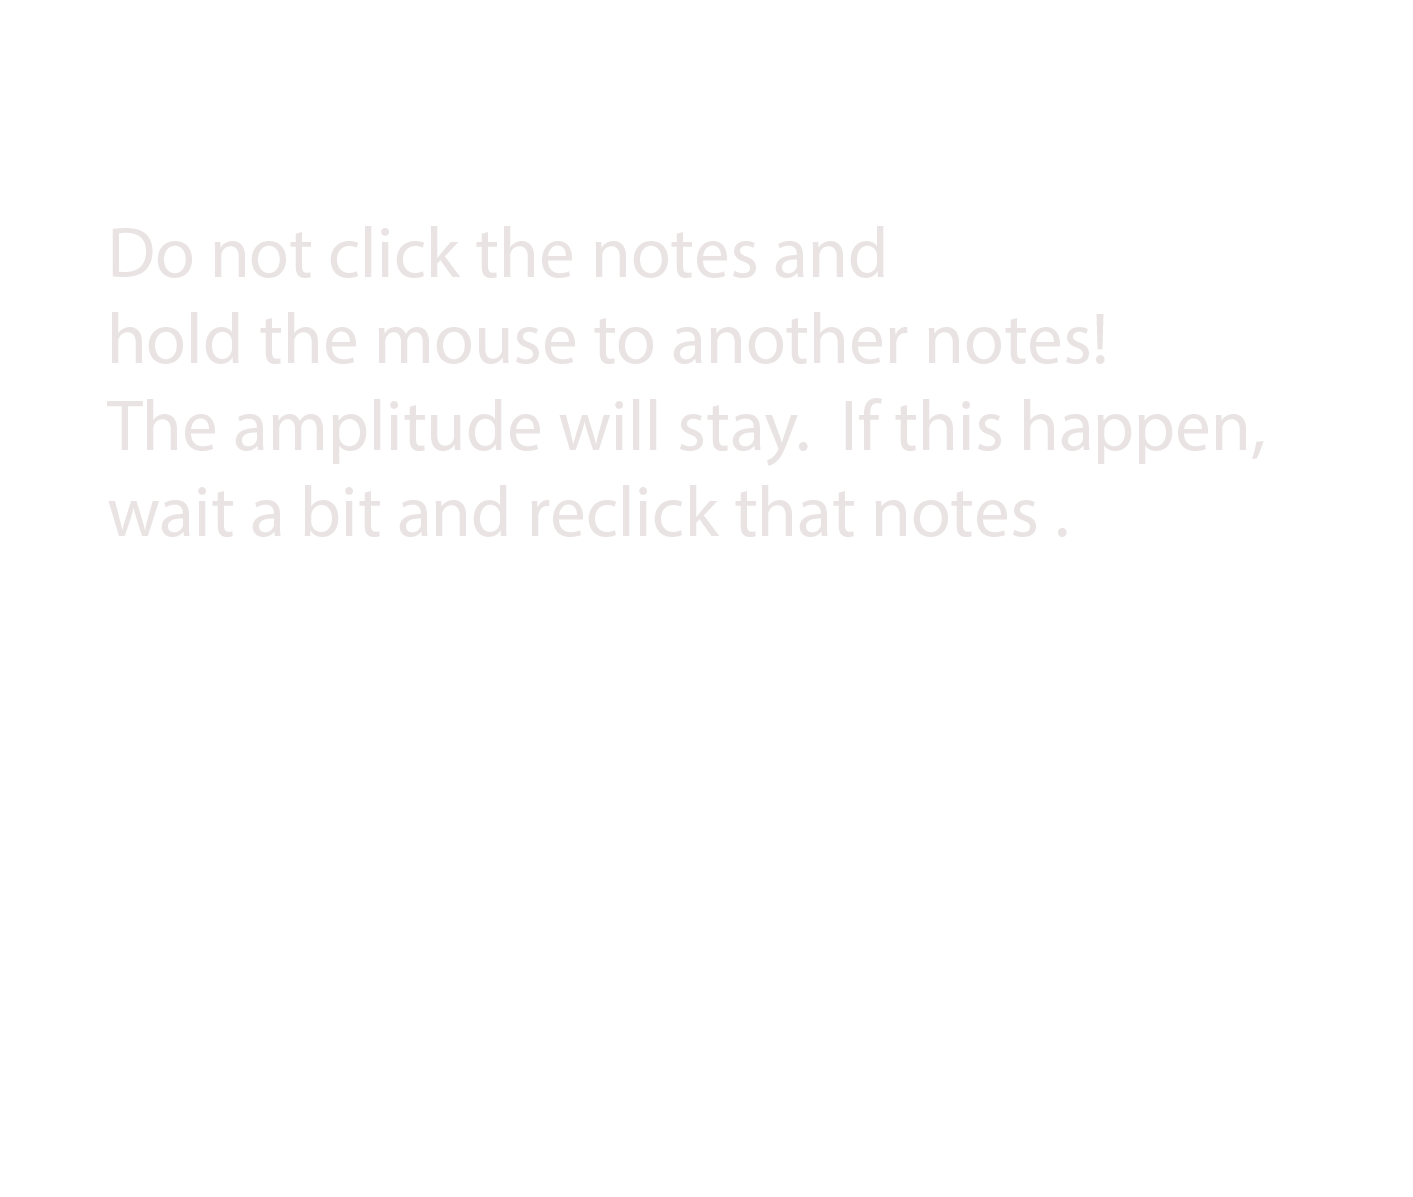 Do not click the notes and
hold the mouse to another notes!
The amplitude will stay.  If this happen,
wait a bit and reclick that notes .